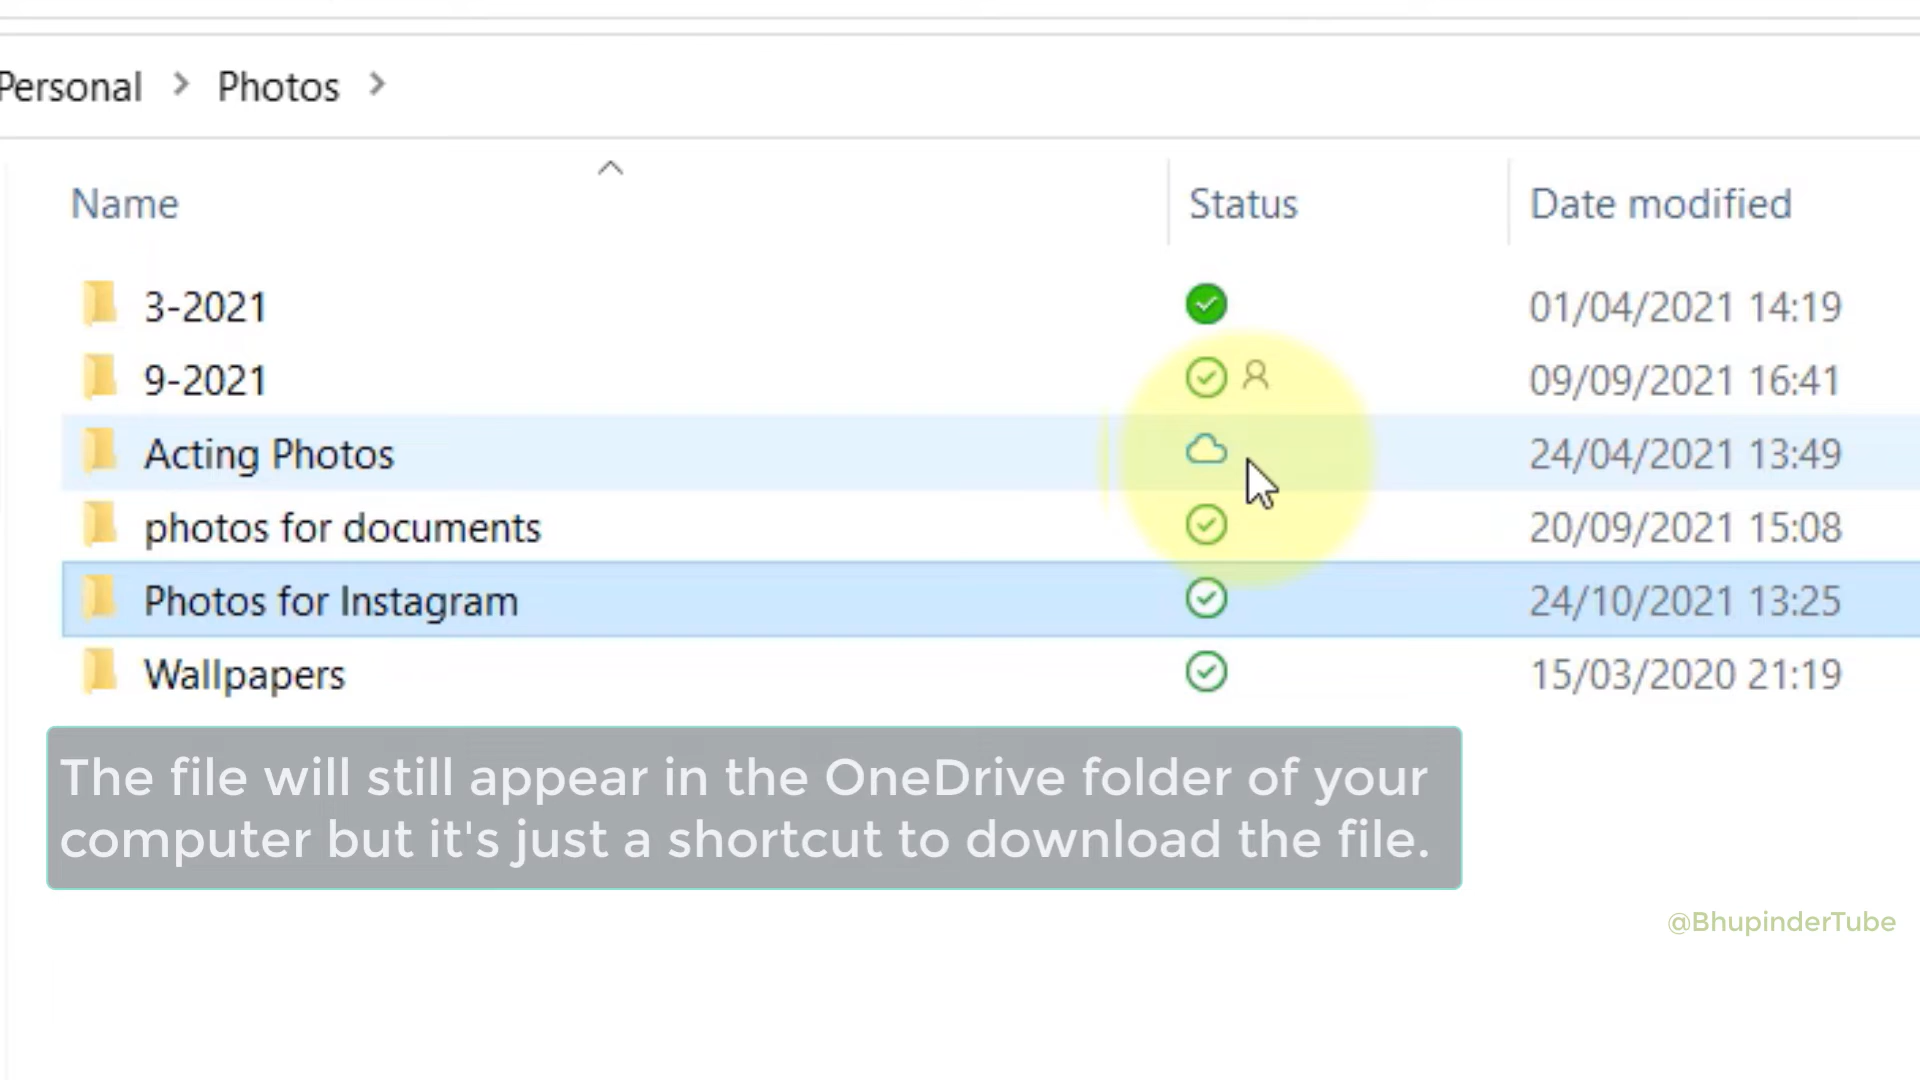 Personal > Photos >
Name Status Date modified
3-2021 01/04/2021 14:19
9-2021 09/09/2021 16:41
Acting Photos 24/04/2021 13:49
photos for documents 20/09/2021 15:08
Photos for Instagram 24/10/2021 13:25
Wallpapers 15/03/2020 21:19
The file will still appear in the OneDrive folder of your
computer but it's just a shortcut to download the file.
@BhupinderTube